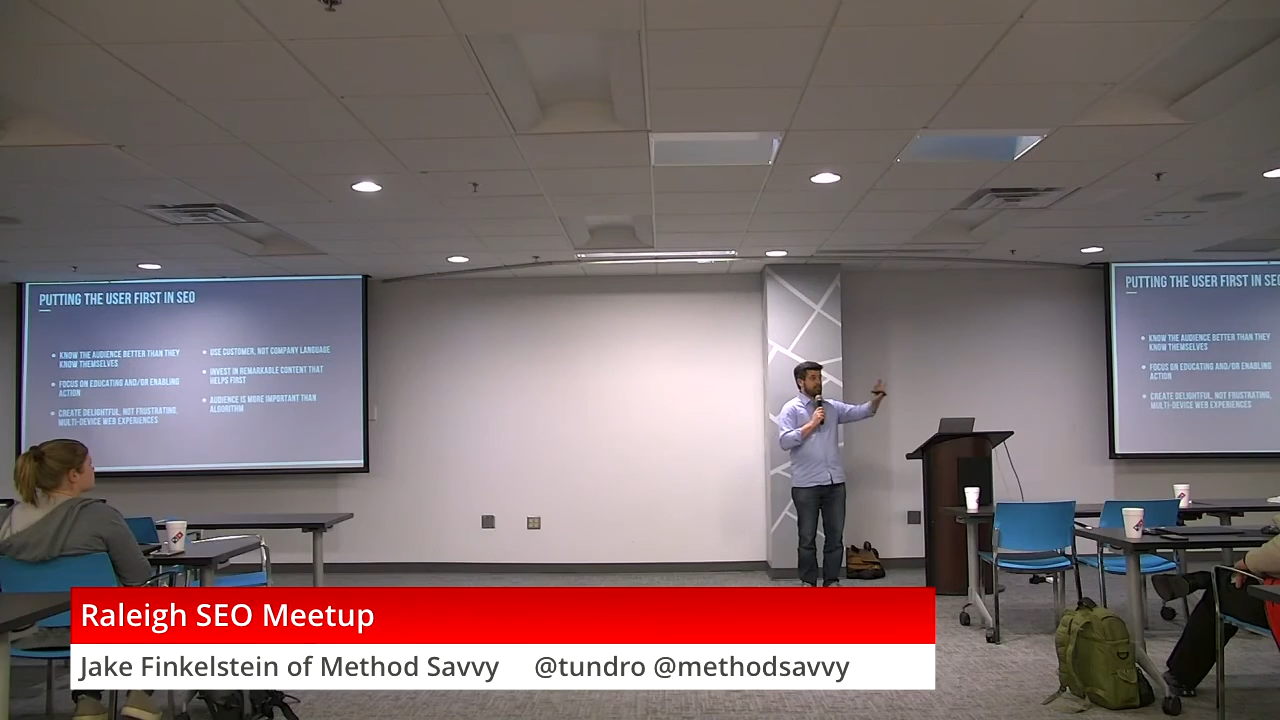 PUTTING THE USER FIRST IN SEO
KNOW THE AUDIENCE BETTER THAN THEY
KNOW THEMSELVES
FOCUS ON EDUCATING AND/OR ENABLING
ACTION
CREATE DELIGHTFUL, NOT FRUSTRATING,
MULTI-DEVICE WEB EXPERIENCES
USE CUSTOMER, NOT COMPANY LANGUAGE
INVEST IN REMARKABLE CONTENT THAT
HELPS FIRST
AUDIENCE IS MORE IMPORTANT THAN
ALGORITHM
PUTTING THE USER FIRST IN SEO
KNOW THE AUDIENCE BETTER THAN THEY
KNOW THEMSELVES
FOCUS ON EDUCATING AND/OR ENABLING
ACTION
CREATE DELIGHTFUL, NOT FRUSTRATING,
MULTI-DEVICE WEB EXPERIENCES
Raleigh SEO Meetup
Jake Finkelstein of Method Savvy @tundro @methodsavvy